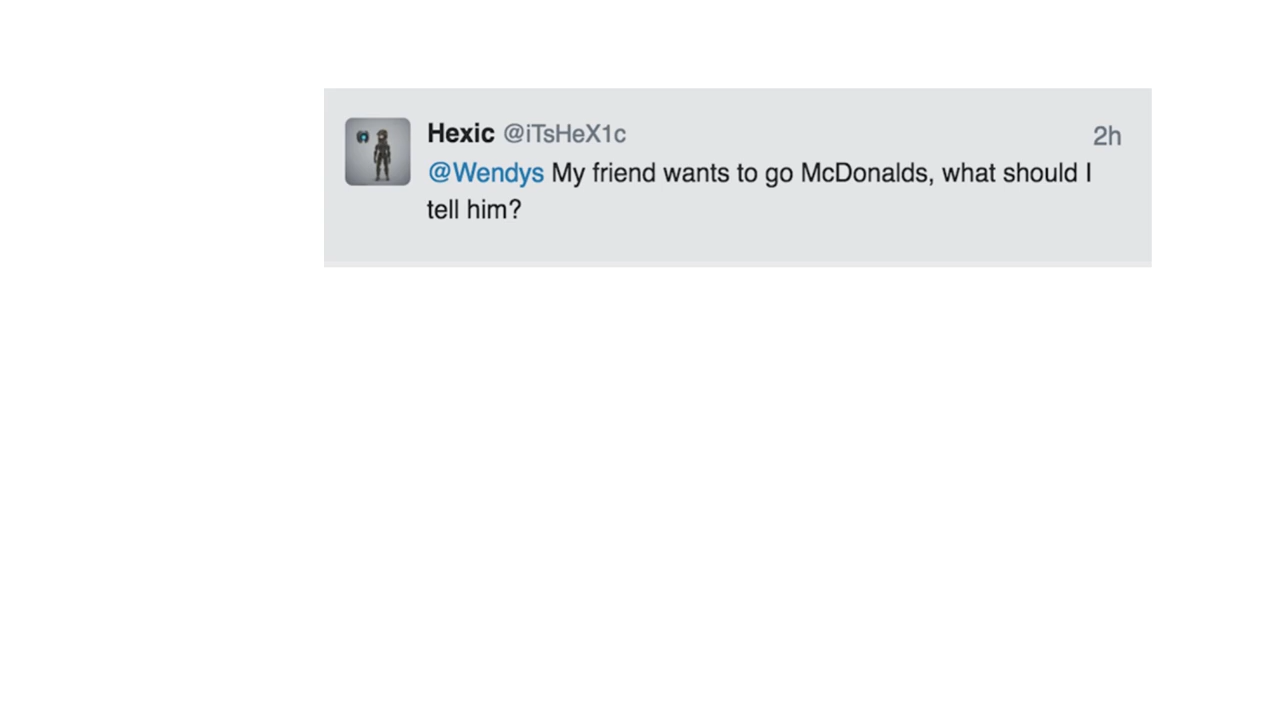 Hexic @iTsHeX1c 2h
@Wendys My friend wants to go McDonalds, what should I
tell him?